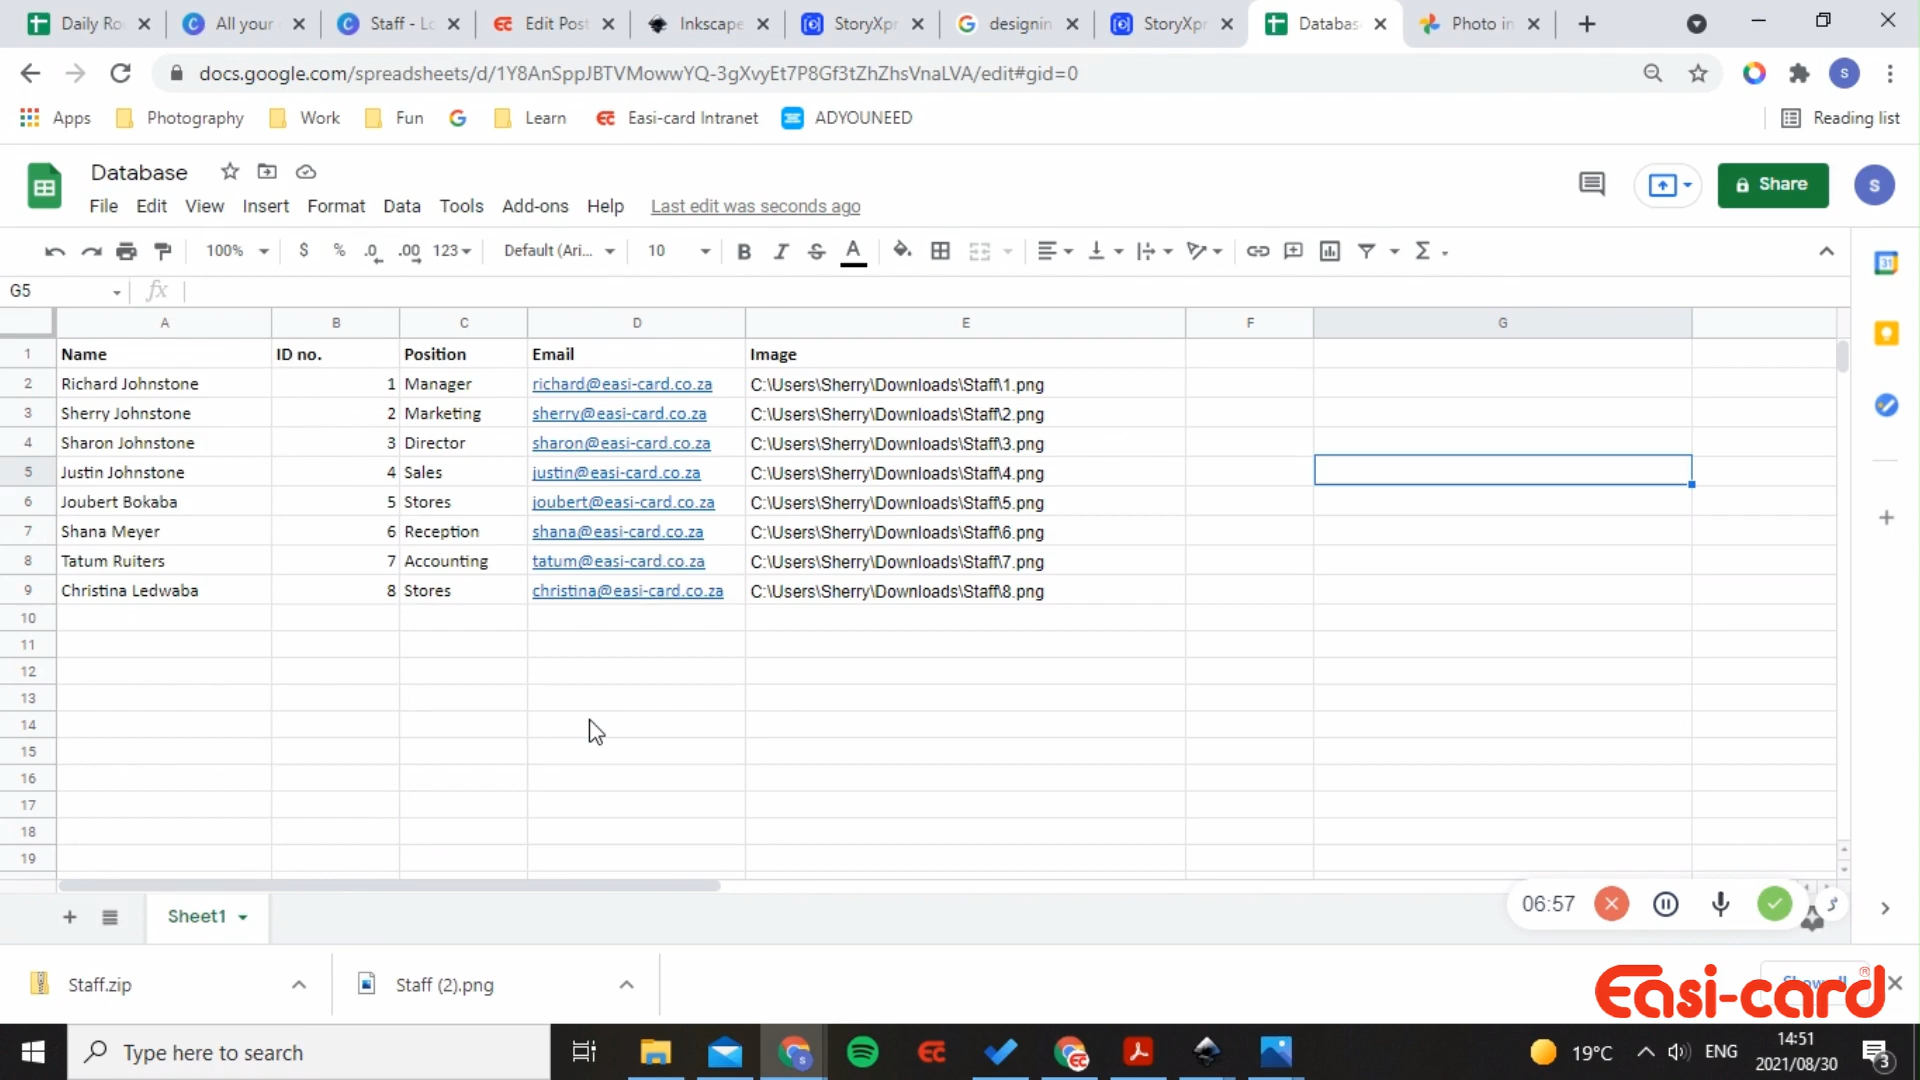 Daily Ro
All your
Staff - Lo
Edit Post
Inkscape
StoryXpr
designin
StoryXpr
Databas
Photo in
docs.google.com/spreadsheets/d/1Y8AnSppJBTVMowwYQ-3gXvyEt7P8Gf3tZhZhsVnaLVA/edit#gid=0
S
Apps
Photography
Work
Fun
Learn
Easi-card Intranet
ADYOUNEED
Reading list
Database
File Edit View Insert Format Data Tools Add-ons Help Last edit was seconds ago
Share
S
100% $ % .0 .00 123 Default (Ari... 10 B I S A Σ
31
G5 fx
A B C D E F G
1 Name ID no. Position Email Image
2 Richard Johnstone 1 Manager richard@easi-card.co.za C:\Users\Sherry\Downloads\Staff\1.png
3 Sherry Johnstone 2 Marketing sherry@easi-card.co.za C:\Users\Sherry\Downloads\Staff\2.png
4 Sharon Johnstone 3 Director sharon@easi-card.co.za C:\Users\Sherry\Downloads\Staff\3.png
5 Justin Johnstone 4 Sales justin@easi-card.co.za C:\Users\Sherry\Downloads\Staff\4.png
6 Joubert Bokaba 5 Stores joubert@easi-card.co.za C:\Users\Sherry\Downloads\Staff\5.png
7 Shana Meyer 6 Reception shana@easi-card.co.za C:\Users\Sherry\Downloads\Staff\6.png
8 Tatum Ruiters 7 Accounting tatum@easi-card.co.za C:\Users\Sherry\Downloads\Staff\7.png
9 Christina Ledwaba 8 Stores christina@easi-card.co.za C:\Users\Sherry\Downloads\Staff\8.png
10
11
12
13
14
15
16
17
18
19
Sheet1
06:57
Staff.zip
Staff (2).png
Easi-card®
Type here to search
19°C
ENG
14:51
2021/08/30
3